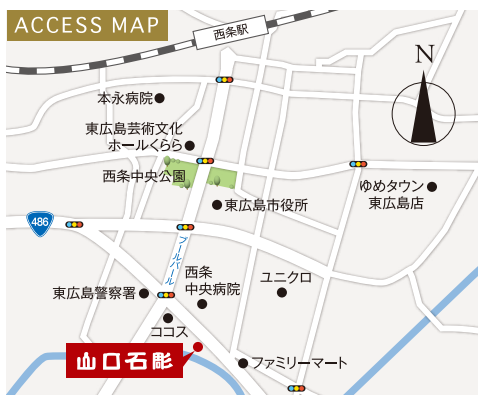 ACCESS MAP
西条駅
N
本永病院
東広島芸術文化
ホールくらら
西条中央公園
ゆめタウン
東広島店
東広島市役所
486
ブールバール
西条
中央病院
ユニクロ
東広島警察署
ココス
山口石彫
ファミリーマート